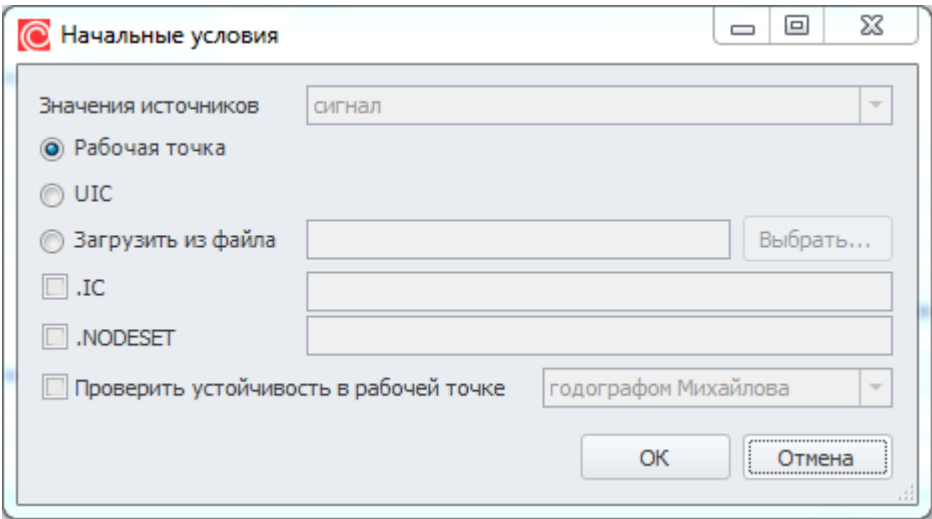 Начальные условия
Значения источников сигнал
Рабочая точка
UIC
Загрузить из файла Выбрать...
.IC
.NODESET
Проверить устойчивость в рабочей точке годографом Михайлова
OK Отмена